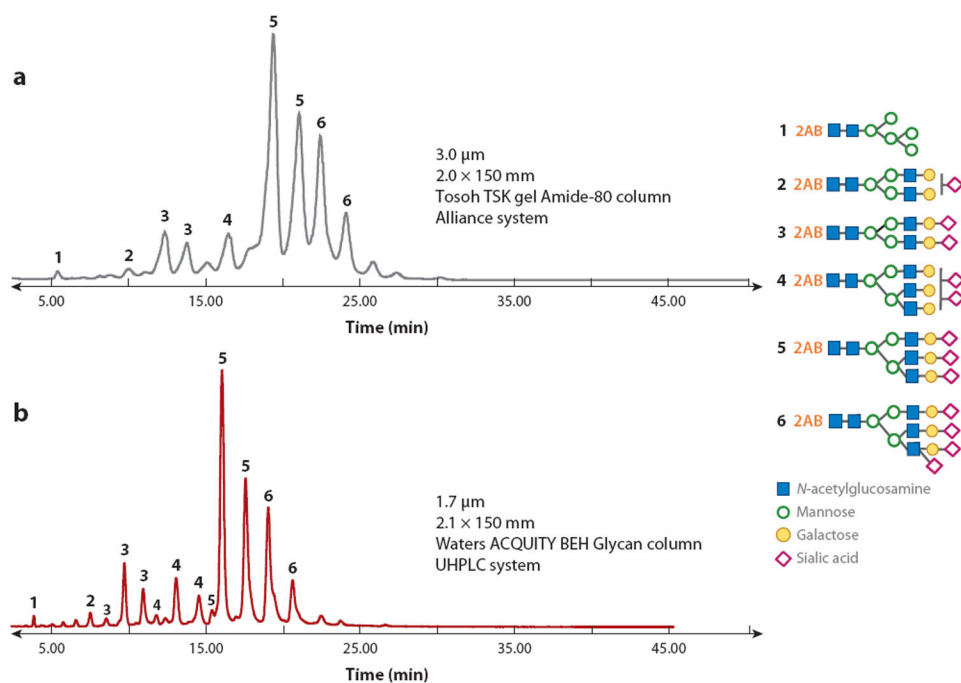 a
1
2
3
3
4
5
5
6
6
3.0 µm
2.0 × 150 mm
Tosoh TSK gel Amide-80 column
Alliance system
5.00
15.00
25.00
35.00
45.00
Time (min)
b
1
2
3
3
3
4
4
4
5
5
5
6
6
1.7 µm
2.1 × 150 mm
Waters ACQUITY BEH Glycan column
UHPLC system
5.00
15.00
25.00
35.00
45.00
Time (min)
1 2AB
2 2AB
3 2AB
4 2AB
5 2AB
6 2AB
N-acetylglucosamine
Mannose
Galactose
Sialic acid